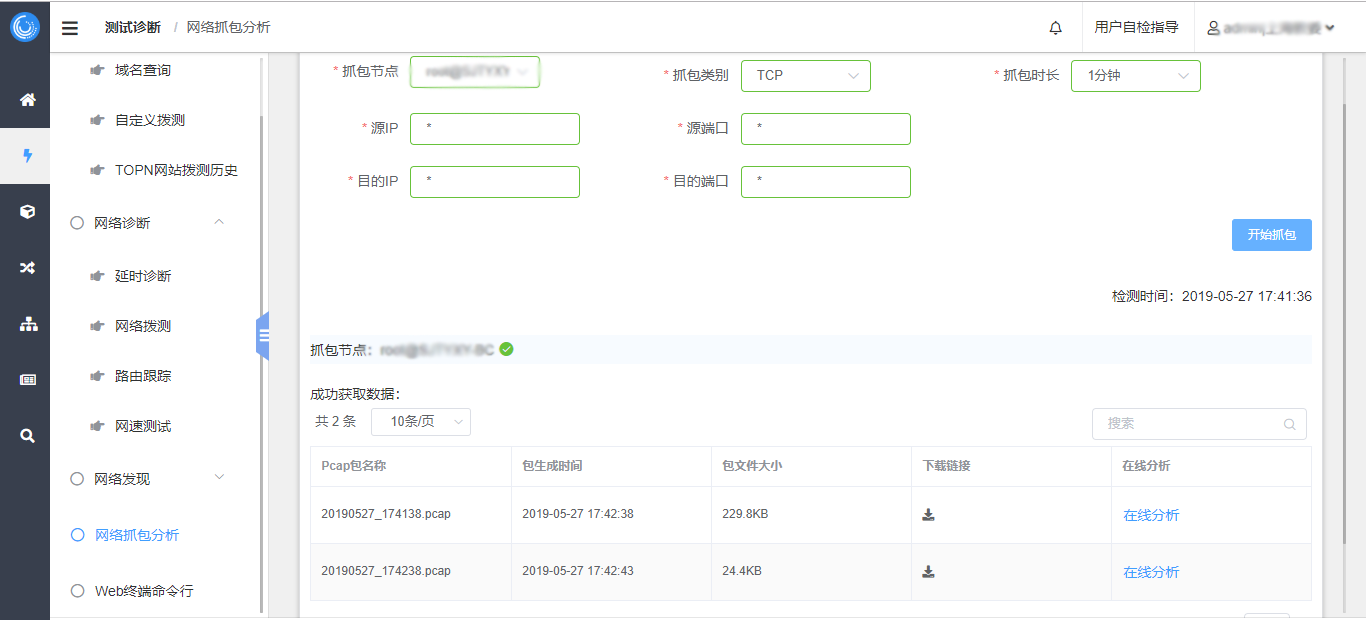 测试诊断 / 网络抓包分析
用户自检指导
域名查询
自定义拨测
TOPN网站拨测历史
网络诊断
延时诊断
网络拨测
路由跟踪
网速测试
网络发现
网络抓包分析
Web终端命令行
* 抓包节点
* 抓包类别 TCP
* 抓包时长 1分钟
* 源IP *
* 源端口 *
* 目的IP *
* 目的端口 *
开始抓包
检测时间：2019-05-27 17:41:36
抓包节点：
成功获取数据：
共 2 条 10条/页 搜索
Pcap包名称 包生成时间 包文件大小 下载链接 在线分析
20190527_174138.pcap 2019-05-27 17:42:38 229.8KB 在线分析
20190527_174238.pcap 2019-05-27 17:42:43 24.4KB 在线分析